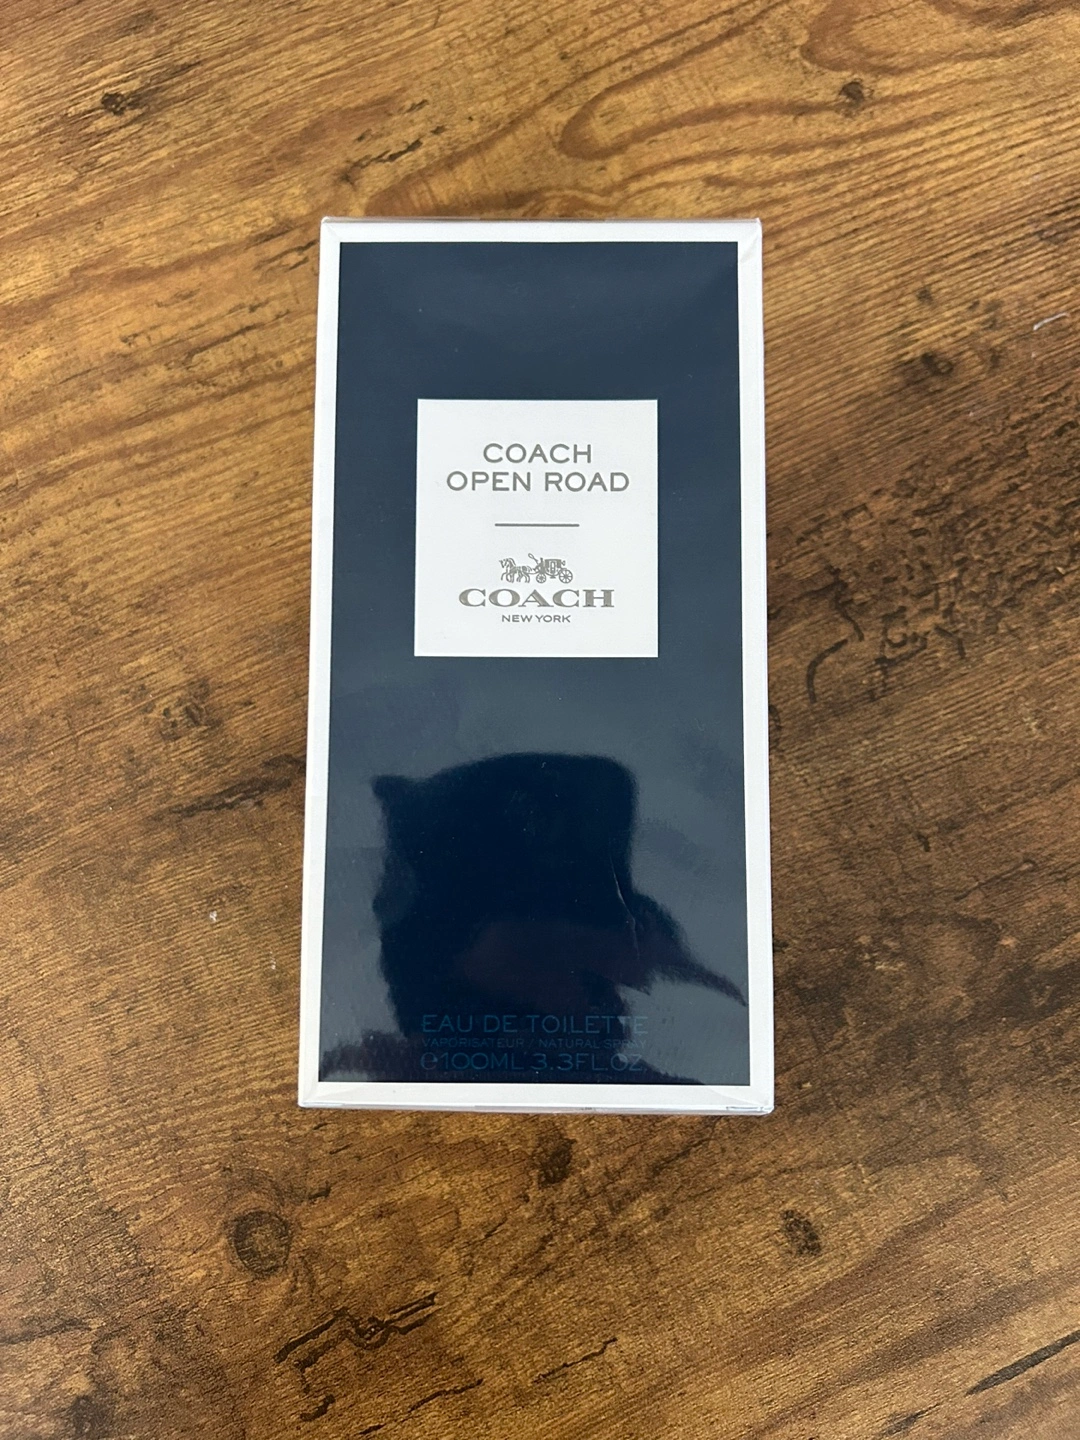 COACH
OPEN ROAD
COACH
NEW YORK
EAU DE TOILETTE
VAPORISATEUR / NATURAL SPRAY
℮100ML 3.3FL.OZ.